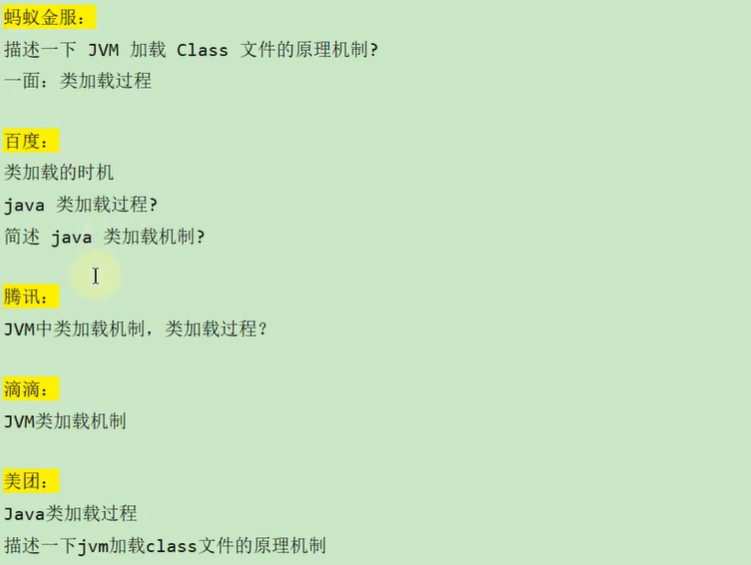 蚂蚁金服：
描述一下 JVM 加载 Class 文件的原理机制?
一面：类加载过程
百度：
类加载的时机
java 类加载过程?
简述 java 类加载机制?
腾讯：
JVM中类加载机制，类加载过程？
滴滴：
JVM类加载机制
美团：
Java类加载过程
描述一下jvm加载class文件的原理机制